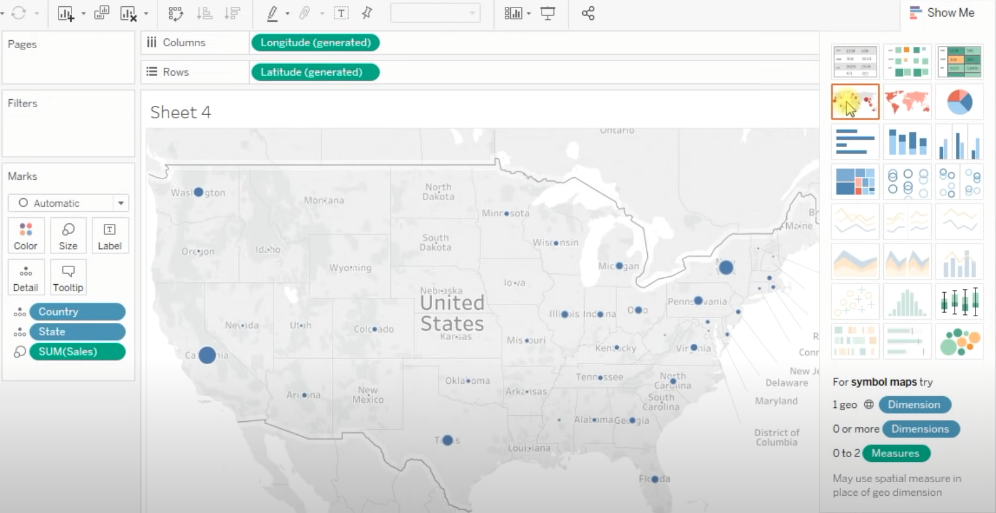 Show Me
Pages
Columns
Longitude (generated)
Rows
Latitude (generated)
Filters
Sheet 4
Marks
Automatic
Color
Size
Label
Detail
Tooltip
Country
State
SUM(Sales)
Ontario
Washington
Montana
North
Dakota
Minnesota
Maine
Oregon
Idaho
South
Dakota
Wisconsin
Wyoming
Michigan
Iowa
Nebraska
United
States
Pennsylvania
Illinois
Indiana
Ohio
Nevada
Utah
Colorado
Kansas
Missouri
Kentucky
Virginia
California
Oklahoma
Tennessee
North
Carolina
Arizona
New
Mexico
Arkansas
South
Carolina
Alabama
Georgia
Texas
Louisiana
Florida
R
Conn
New Je
Delaware
Maryland
District of
Columbia
For symbol maps try
1 geo Dimension
0 or more Dimensions
0 to 2 Measures
May use spatial measure in
place of geo dimension